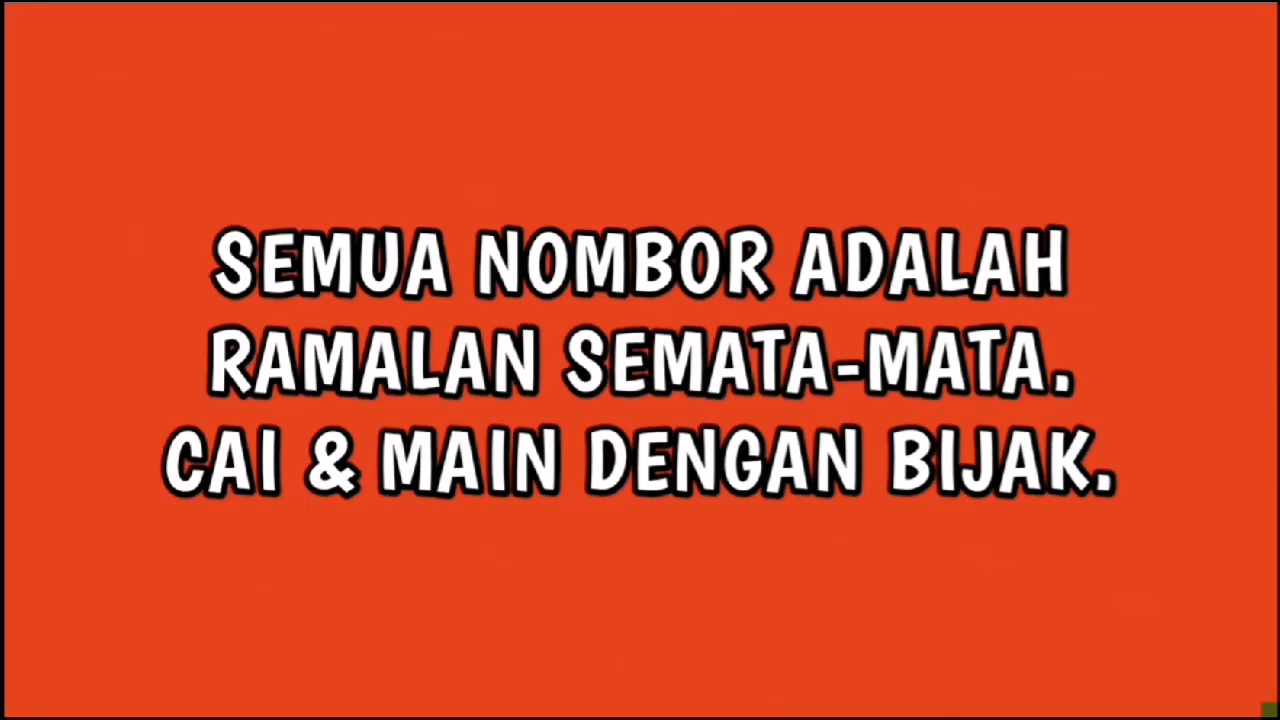 SEMUA NOMBOR ADALAH
RAMALAN SEMATA-MATA.
CAI & MAIN DENGAN BIJAK.